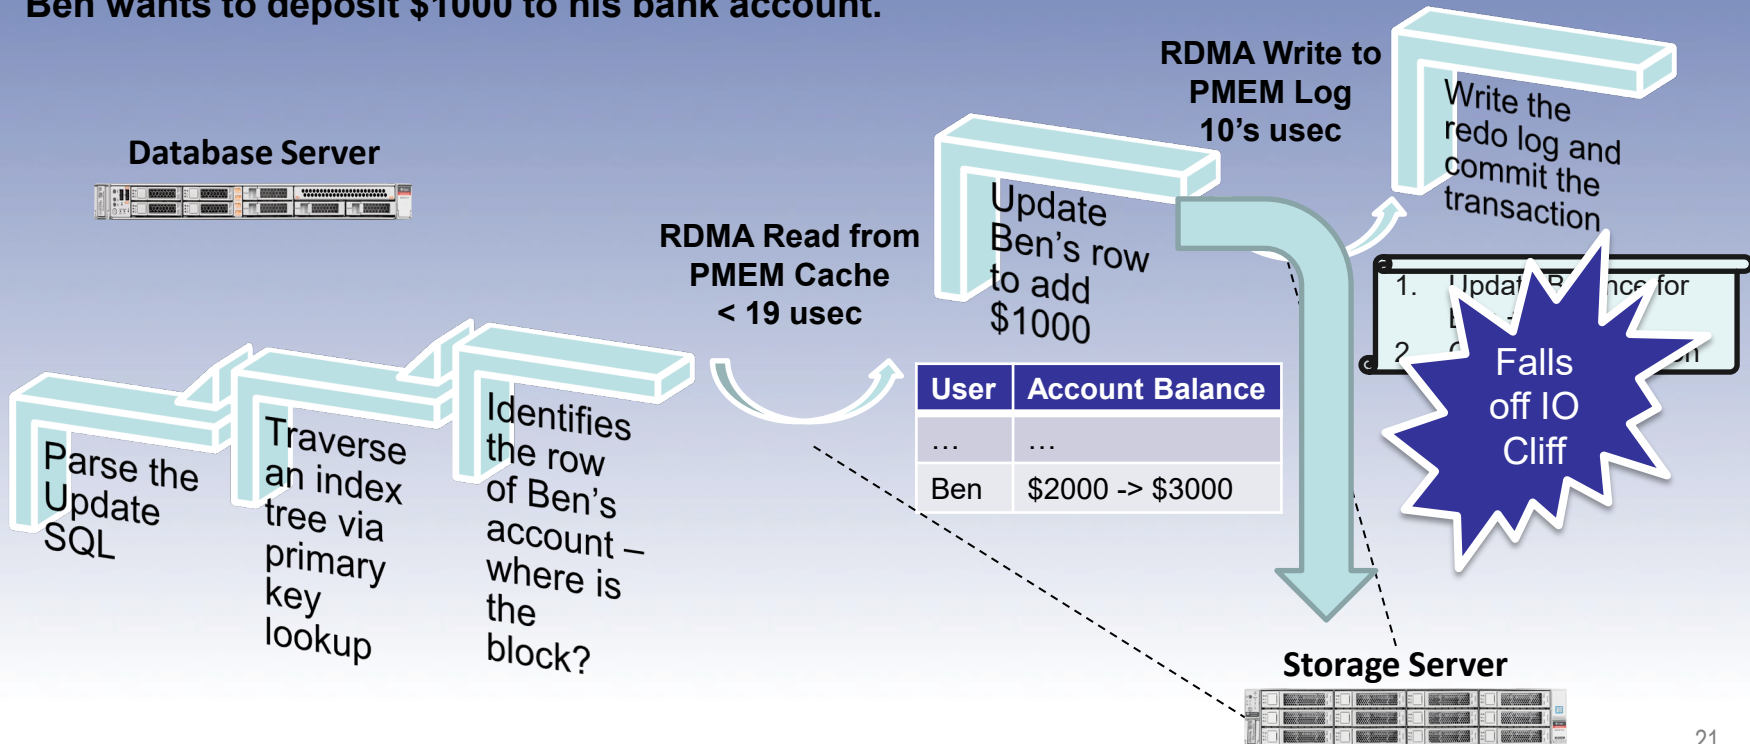 Ben wants to deposit $1000 to his bank account.
Database Server
Parse the
Update
SQL
Traverse
an index
tree via
primary
key
lookup
Identifies
the row
of Ben's
account –
where is
the
block?
RDMA Read from
PMEM Cache
< 19 usec
Update
Ben's row
to add
$1000
User Account Balance
… …
Ben $2000 -> $3000
RDMA Write to
PMEM Log
10's usec
Write the
redo log and
commit the
transaction
1. for
2.
Falls
off IO
Cliff
Storage Server
21